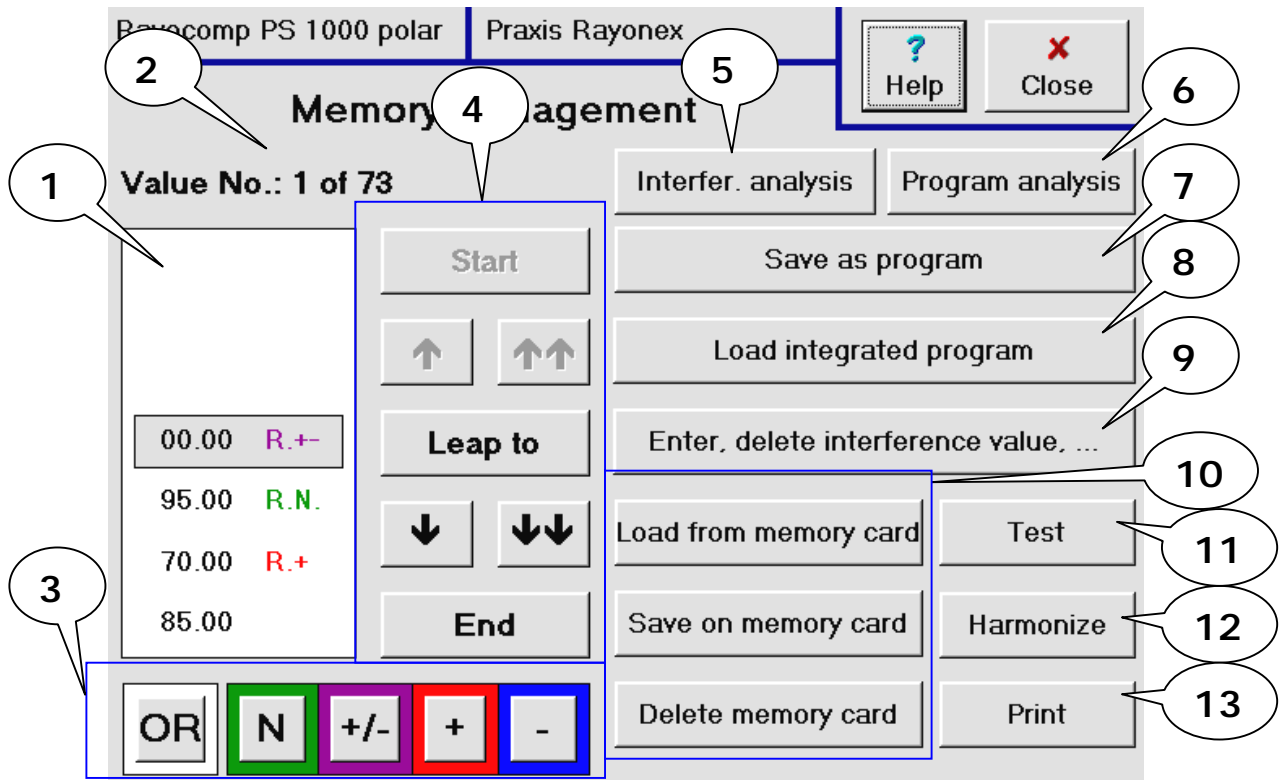 Rayocomp PS 1000 polar
Praxis Rayonex
? Help
✗ Close
2
4
5
6
Memory
agement
1
Value No.: 1 of 73
Interfer. analysis
Program analysis
7
Start
Save as program
8
↑ ↑↑
Load integrated program
9
00.00 R.+-
Leap to
Enter, delete interference value, ...
10
95.00 R.N.
↓ ↓↓
Load from memory card
Test
11
70.00 R.+
3
85.00
End
Save on memory card
Harmonize
12
OR N +/- + -
Delete memory card
Print
13